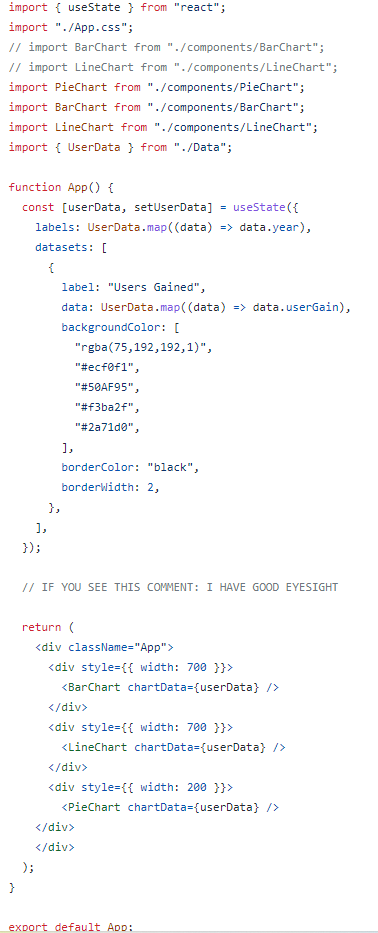 import { useState } from "react";
import "./App.css";
// import BarChart from "./components/BarChart";
// import LineChart from "./components/LineChart";
import PieChart from "./components/PieChart";
import BarChart from "./components/BarChart";
import LineChart from "./components/LineChart";
import { UserData } from "./Data";

function App() {
  const [userData, setUserData] = useState({
    labels: UserData.map((data) => data.year),
    datasets: [
      {
        label: "Users Gained",
        data: UserData.map((data) => data.userGain),
        backgroundColor: [
          "rgba(75,192,192,1)",
          "#ecf0f1",
          "#50AF95",
          "#f3ba2f",
          "#2a71d0",
        ],
        borderColor: "black",
        borderWidth: 2,
      },
    ],
  });

  // IF YOU SEE THIS COMMENT: I HAVE GOOD EYESIGHT

  return (
    <div className="App">
      <div style={{ width: 700 }}>
        <BarChart chartData={userData} />
      </div>
      <div style={{ width: 700 }}>
        <LineChart chartData={userData} />
      </div>
      <div style={{ width: 200 }}>
        <PieChart chartData={userData} />
    </div>
    </div>
  );
}

export default App;